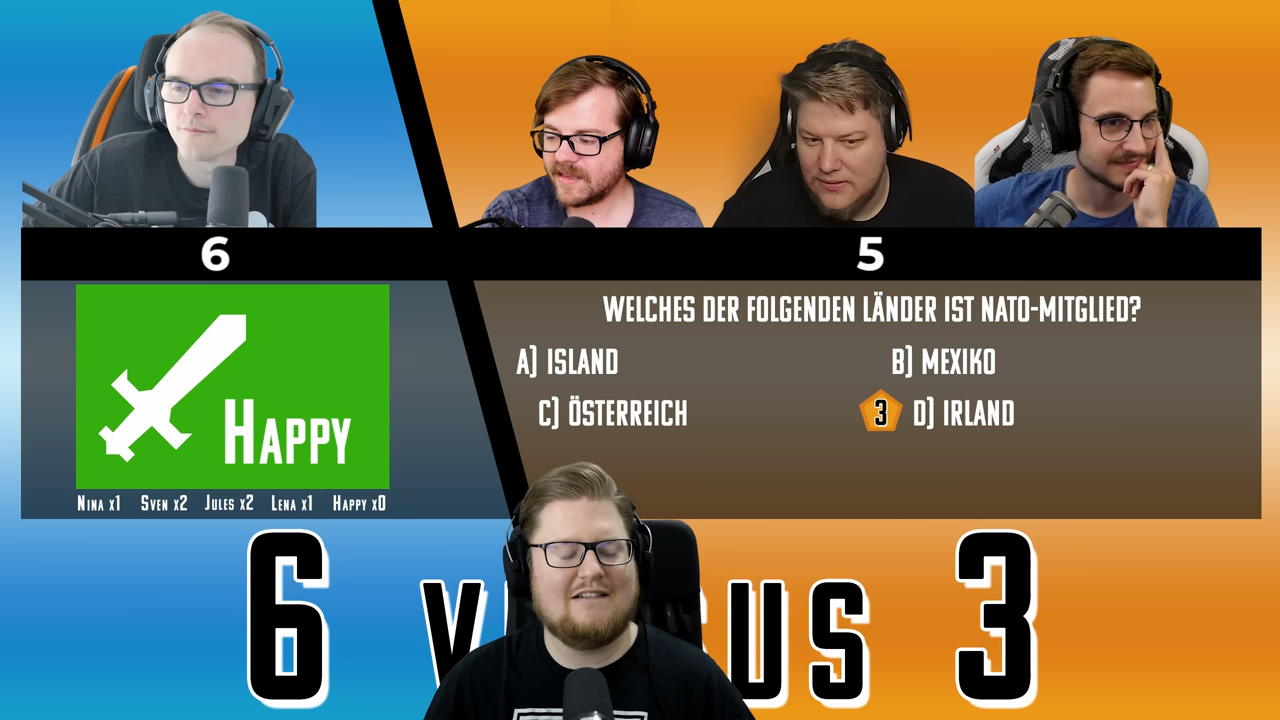 6
5
HAPPY
NINA X1 SVEN X2 JULES X2 LENA X1 HAPPY X0
WELCHES DER FOLGENDEN LÄNDER IST NATO-MITGLIED?
A) ISLAND
B) MEXIKO
C) ÖSTERREICH
3 D) IRLAND
6
3